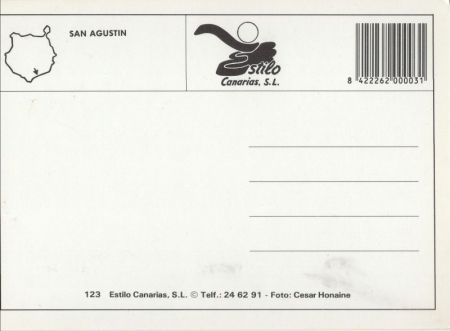 SAN AGUSTIN
Estilo
Canarias, S.L.
8 422262 000031
123 Estilo Canarias, S.L. © Telf.: 24 62 91 - Foto: Cesar Honaine